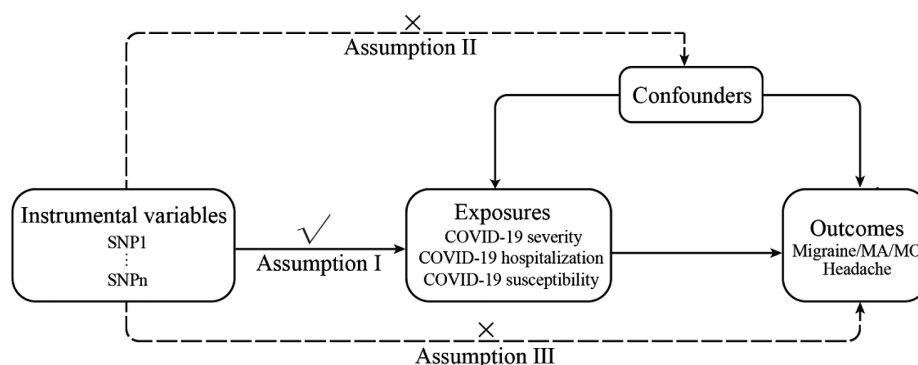 ×
Assumption II
Confounders
Instrumental variables
SNP1
⋮
SNPn
√
Assumption I
Exposures
COVID-19 severity
COVID-19 hospitalization
COVID-19 susceptibility
Outcomes
Migraine/MA/MO
Headache
×
Assumption III